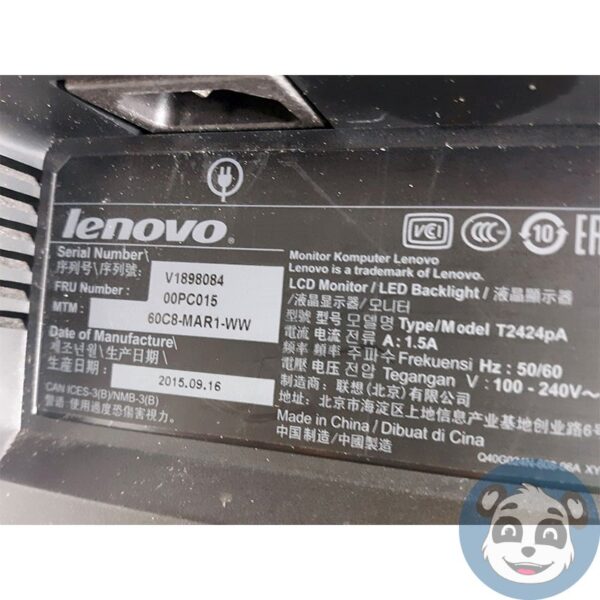 lenovo
Serial Number\
序列号\序列號:
V1898084
FRU Number :
00PC015
MTM :
60C8-MAR1-WW
Date of Manufacture\
제조년월\生产日期\
生産日期 :
2015.09.16
CAN ICES-3(B)/NMB-3(B)
警语 使用過度恐傷害視力。
VEI
CCC
10
Monitor Komputer Lenovo
Lenovo is a trademark of Lenovo.
LCD Monitor / LED Backlight / 液晶顯示器
/液晶显示器/모니터
型號 型号 모델명 Type/Model T2424pA
電流 电流 전류 A : 1.5A
頻率 频率 주파수 Frekuensi Hz : 50/60
電壓 电压 전압 Tegangan V : 100 - 240V~
制造商：联想(北京)有限公司
地址: 北京市海淀区上地信息产业基地创业路6号
Made in China / Dibuat di Cina
中国制造/中國製造